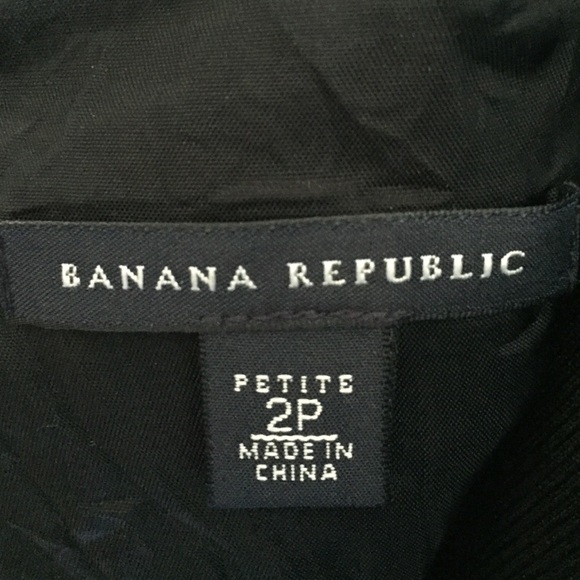 BANANA REPUBLIC
PETITE
2P
MADE IN
CHINA